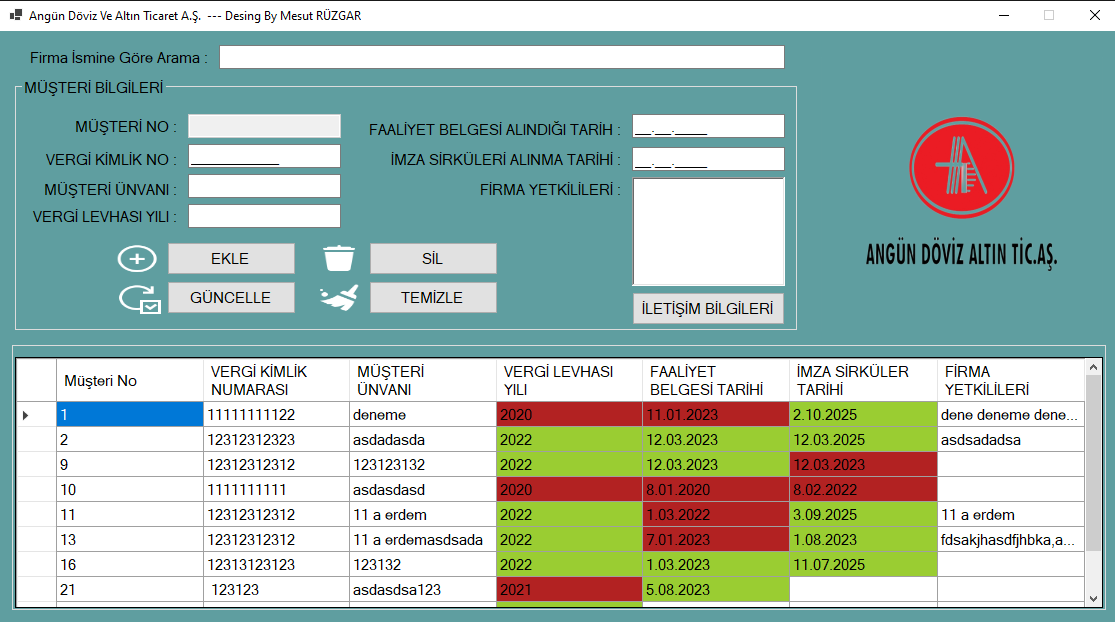 Angün Döviz Ve Altın Ticaret A.Ş.  --- Desing By Mesut RÜZGAR
Firma İsmine Göre Arama :
MÜŞTERİ BİLGİLERİ
MÜŞTERİ NO :
FAALİYET BELGESİ ALINDIĞI TARİH : __.__.____
VERGİ KİMLİK NO : ___________
İMZA SİRKÜLERİ ALINMA TARİHİ : __.__.____
MÜŞTERİ ÜNVANI :
FİRMA YETKİLİLERİ :
VERGİ LEVHASI YILI :
EKLE
SİL
GÜNCELLE
TEMİZLE
İLETİŞİM BİLGİLERİ
ANGÜN DÖVİZ ALTIN TİC.AŞ.
Müşteri No VERGİ KİMLİK NUMARASI MÜŞTERİ ÜNVANI VERGİ LEVHASI YILI FAALİYET BELGESİ TARİHİ İMZA SİRKÜLER TARİHİ FİRMA YETKİLİLERİ
1 11111111122 deneme 2020 11.01.2023 2.10.2025 dene deneme dene...
2 12312312323 asdadasda 2022 12.03.2023 12.03.2025 asdsadadsa
9 12312312312 123123132 2022 12.03.2023 12.03.2023
10 1111111111 asdasdasd 2020 8.01.2020 8.02.2022
11 12312312312 11 a erdem 2022 1.03.2022 3.09.2025 11 a erdem
13 12312312312 11 a erdemasdsada 2022 7.01.2023 1.08.2023 fdsakjhasdfjhbka,a...
16 12313123123 123132 2022 1.03.2023 11.07.2025
21 123123 asdasdsa123 2021 5.08.2023